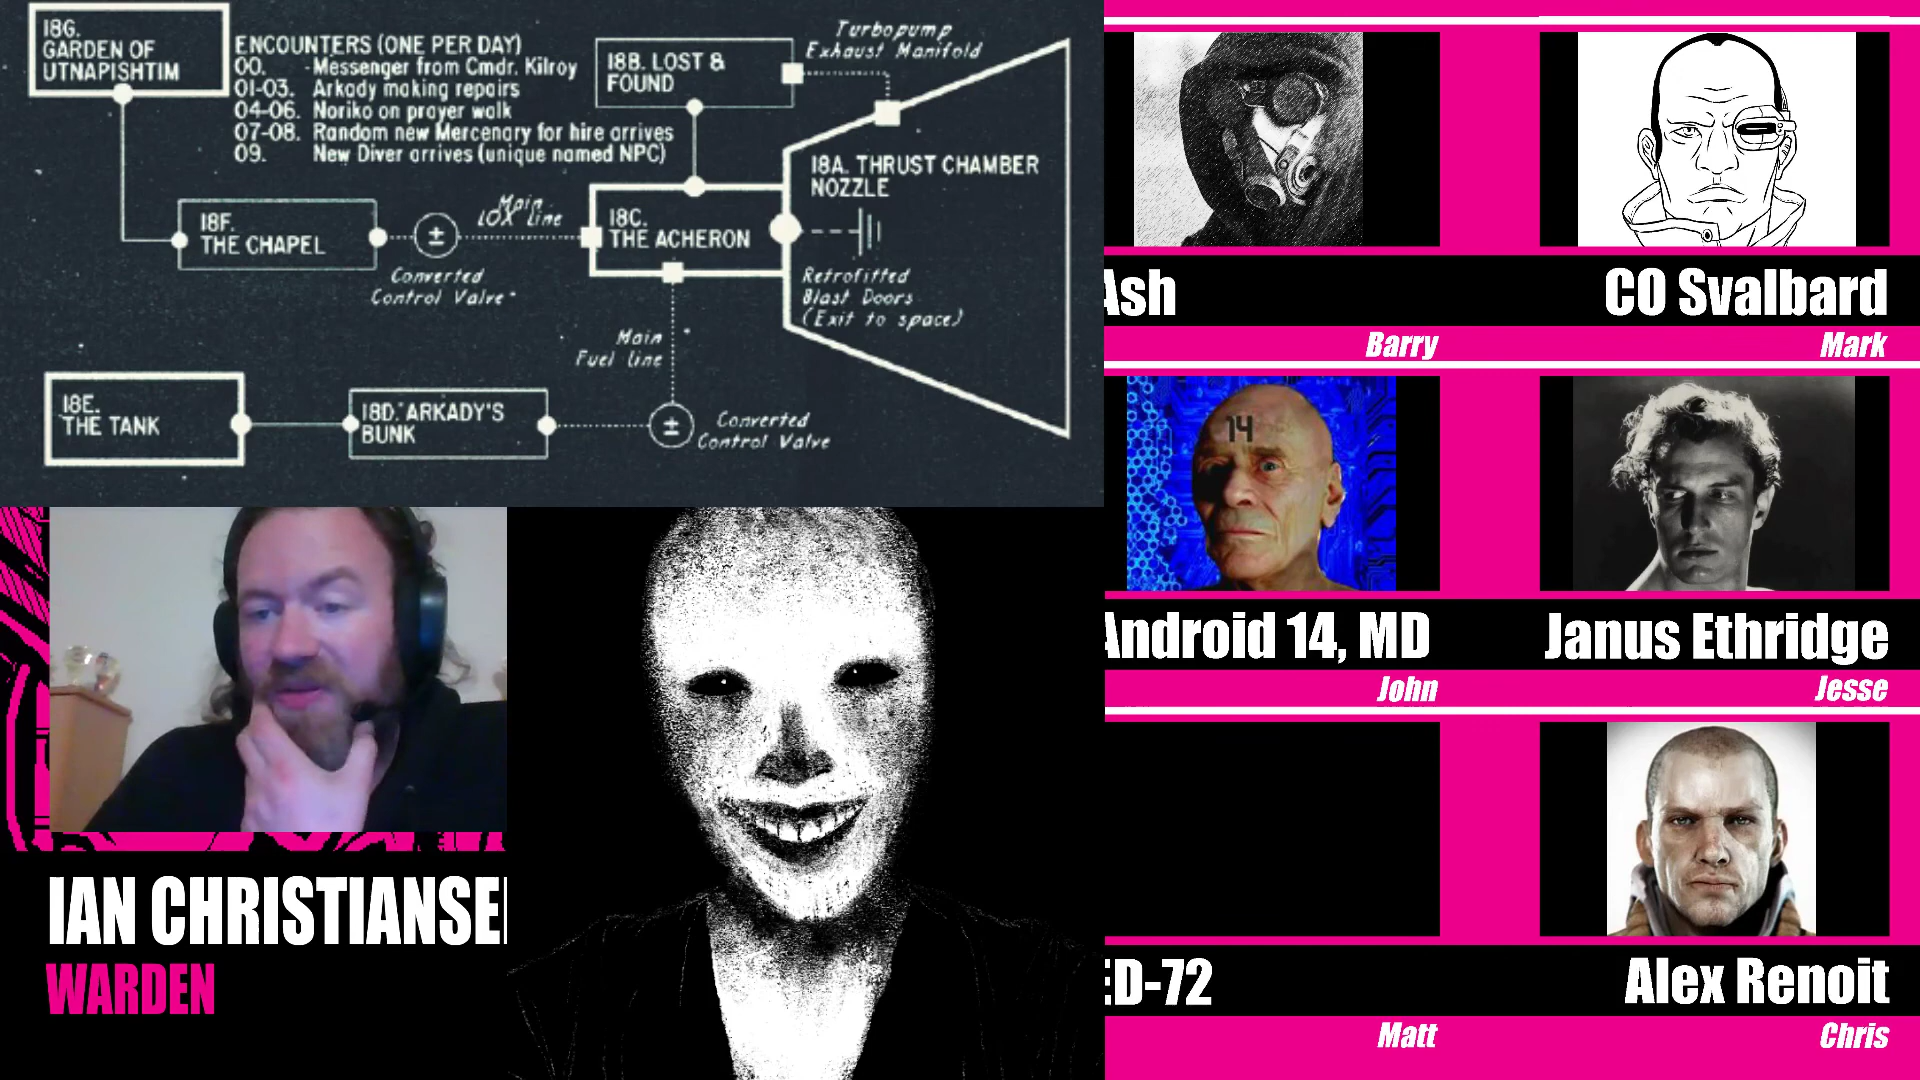 18G.
GARDEN OF
UTNAPISHTIM
ENCOUNTERS (ONE PER DAY)
00. Messenger from Cmdr. Kilroy
01-03. Arkady making repairs
04-06. Noriko on prayer walk
07-08. Random new Mercenary for hire arrives
09. New Diver arrives (unique named NPC)
18B. LOST &
FOUND
Turbopump
Exhaust Manifold
18A. THRUST CHAMBER
NOZZLE
18F.
THE CHAPEL
±
Main
LOX Line
Converted
Control Valve
18C.
THE ACHERON
Retrofitted
Blast Doors
(Exit to space)
Main
Fuel line
18E.
THE TANK
18D. ARKADY'S
BUNK
±
Converted
Control Valve
IAN CHRISTIANSE
WARDEN
Ash
Barry
CO Svalbard
Mark
14
Android 14, MD
John
Janus Ethridge
Jesse
ED-72
Matt
Alex Renoit
Chris